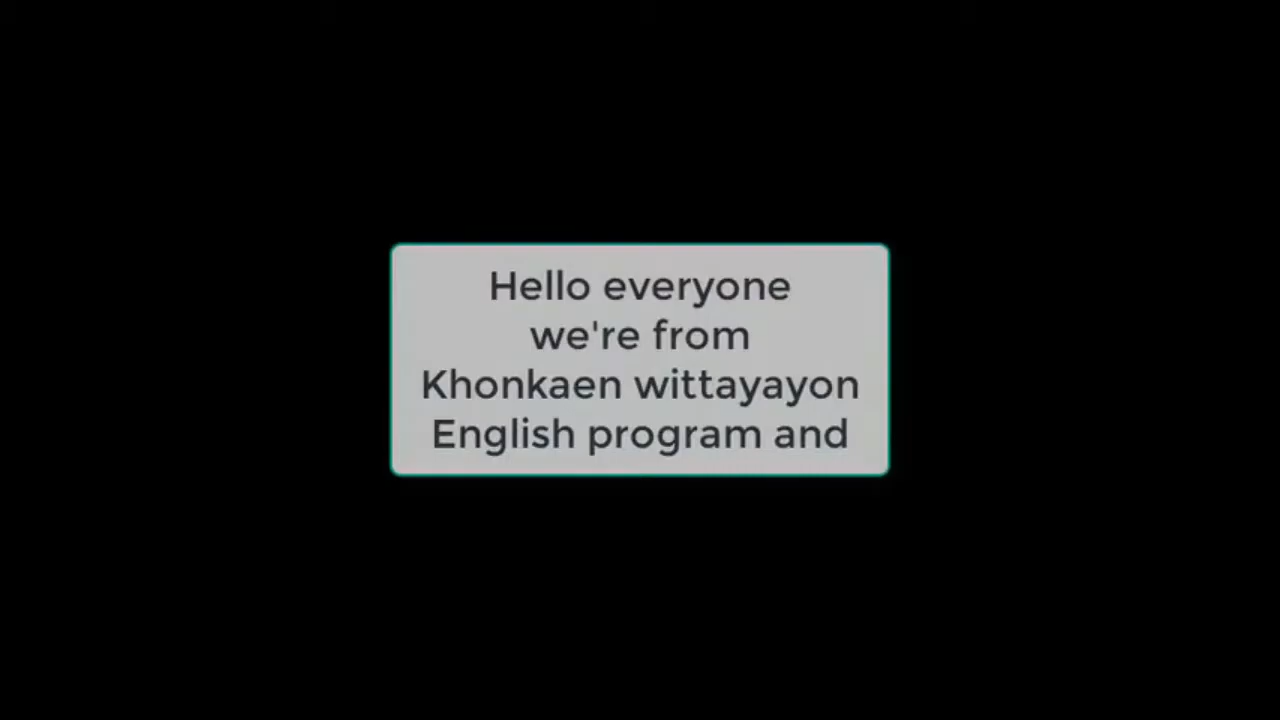 Hello everyone
we're from
Khonkaen wittayayon
English program and